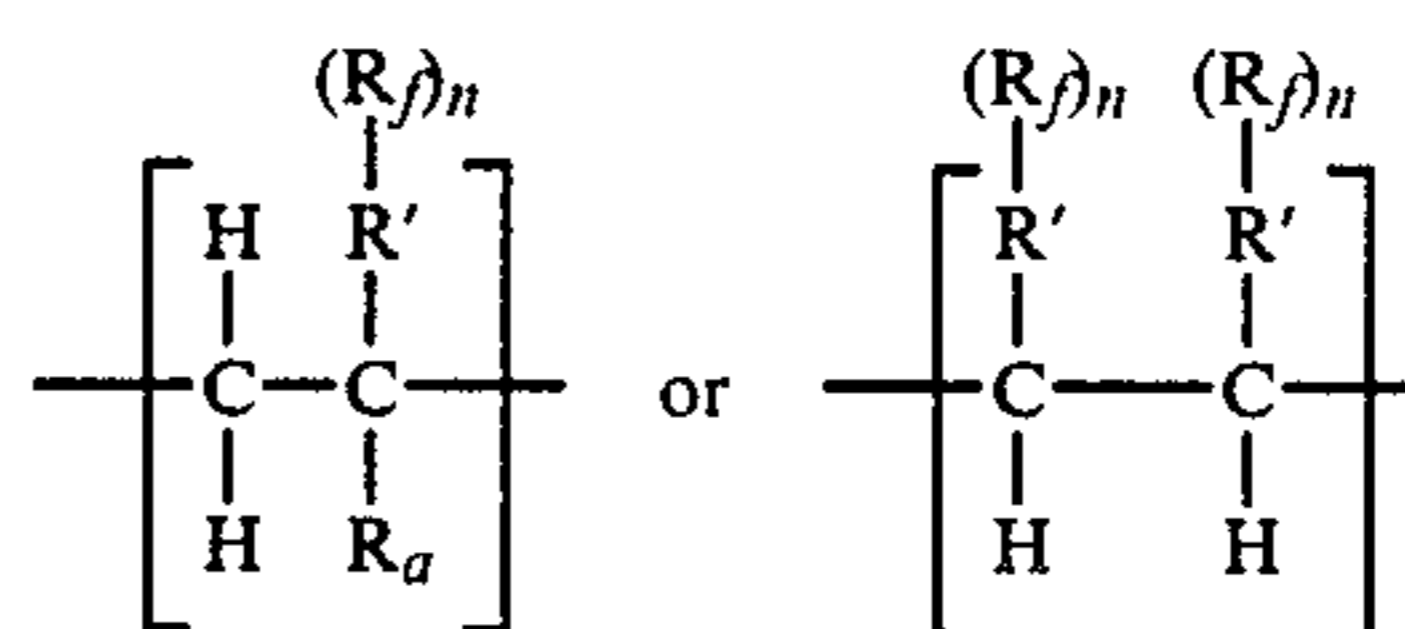 (R_f)_n (R_f)_n (R_f)_n
H R′ R′ R′
C C or C C
H R_a H H